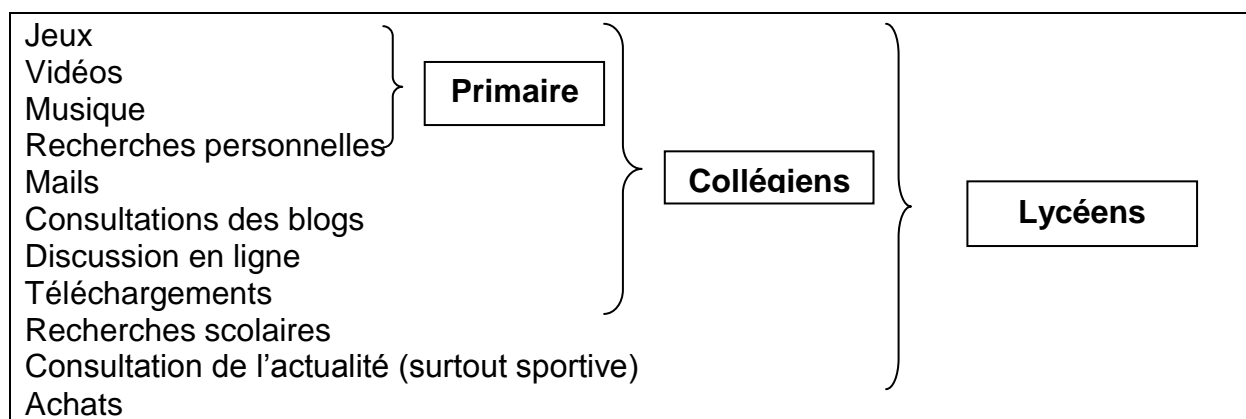 Jeux
Vidéos
Musique
Recherches personnelles
Mails
Consultations des blogs
Discussion en ligne
Téléchargements
Recherches scolaires
Consultation de l’actualité (surtout sportive)
Achats
Primaire
Collégiens
Lycéens